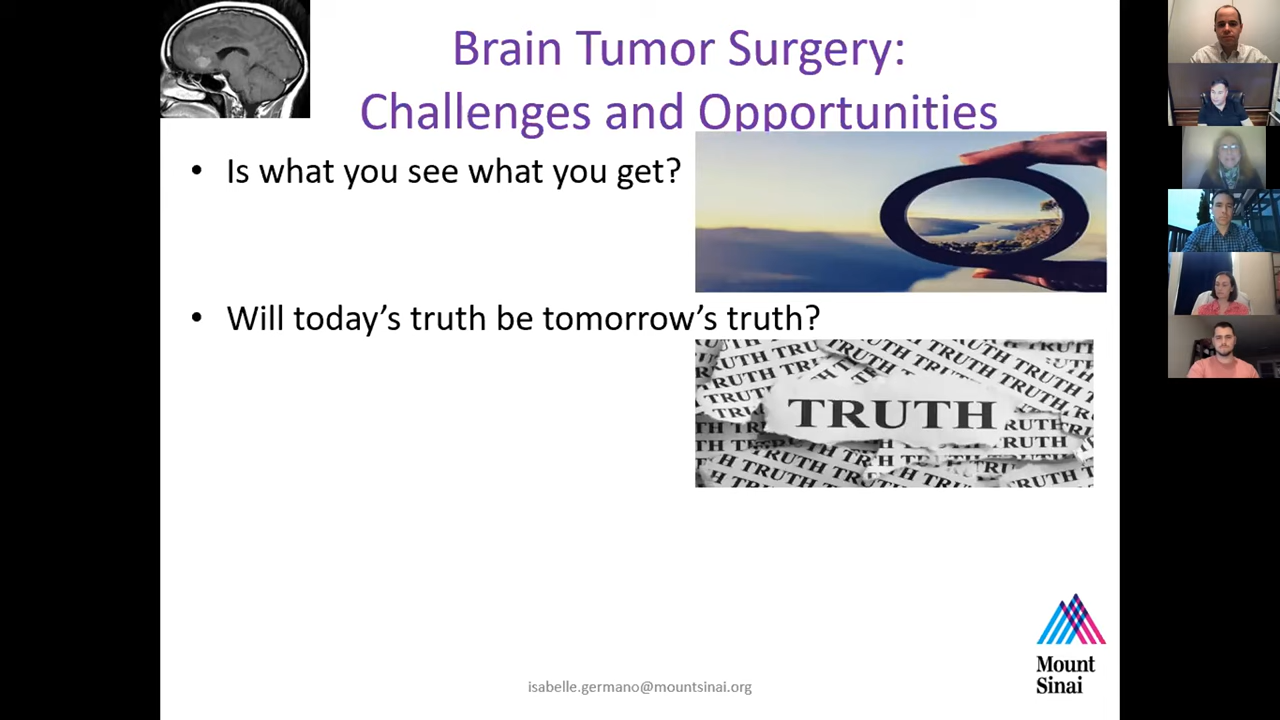 Brain Tumor Surgery:
Challenges and Opportunities
• Is what you see what you get?
• Will today’s truth be tomorrow’s truth?
TRUTH
Mount
Sinai
isabelle.germano@mountsinai.org